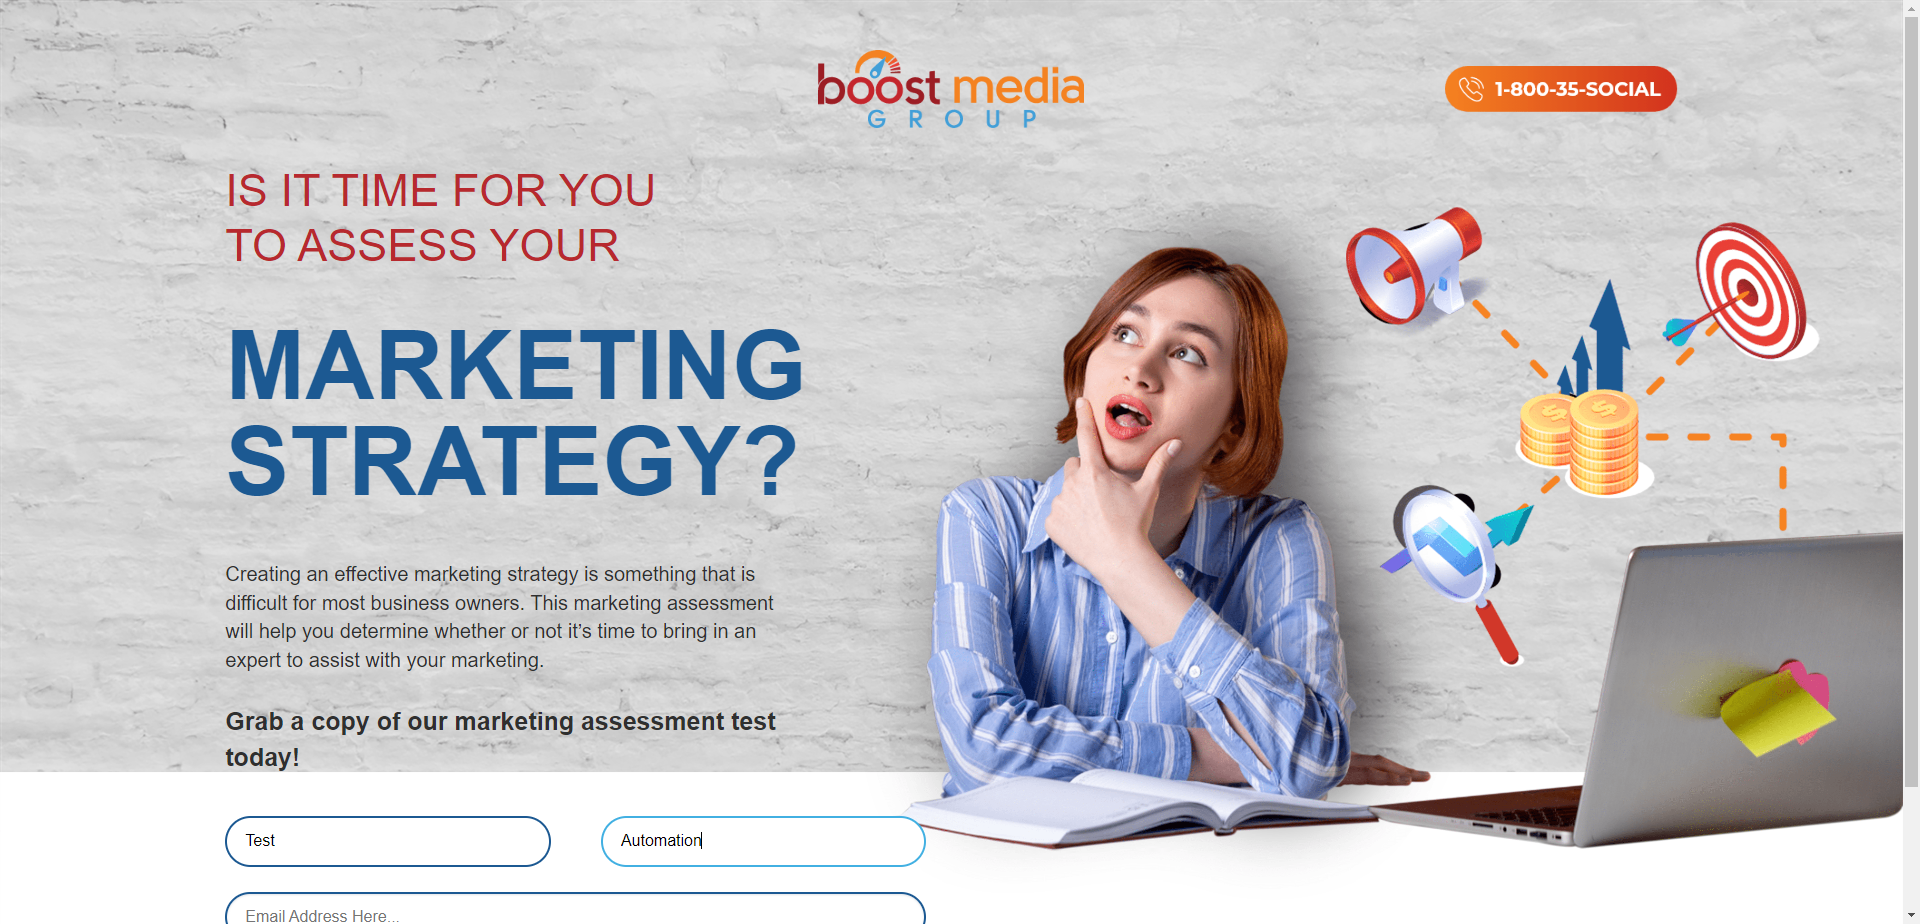 boost media
GROUP
1-800-35-SOCIAL
IS IT TIME FOR YOU
TO ASSESS YOUR
MARKETING
STRATEGY?
Creating an effective marketing strategy is something that is
difficult for most business owners. This marketing assessment
will help you determine whether or not it’s time to bring in an
expert to assist with your marketing.
Grab a copy of our marketing assessment test
today!
Test
Automation
Email Address Here...